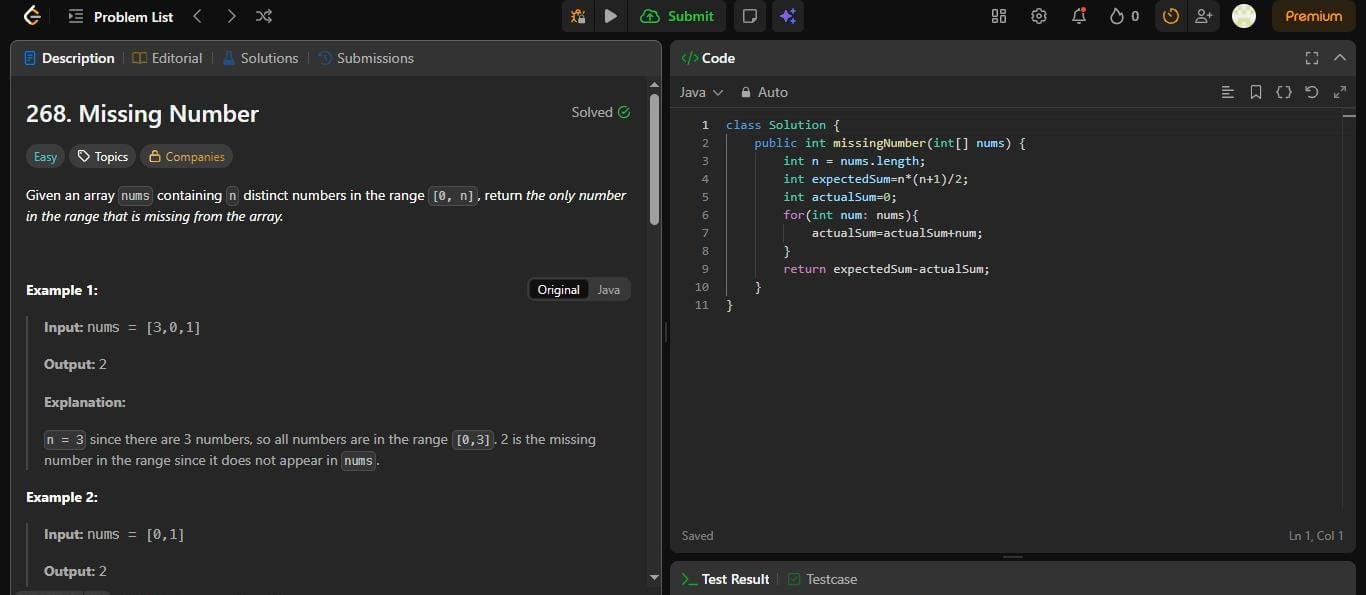 Problem List
Submit
0
Premium
Description
Editorial
Solutions
Submissions
268. Missing Number
Solved
Easy
Topics
Companies
Given an array nums containing n distinct numbers in the range [0, n], return the only number
in the range that is missing from the array.
Example 1:
Original
Java
Input: nums = [3,0,1]
Output: 2
Explanation:
n = 3 since there are 3 numbers, so all numbers are in the range [0,3]. 2 is the missing
number in the range since it does not appear in nums.
Example 2:
Input: nums = [0,1]
Output: 2
</> Code
Java
Auto
1 class Solution {
2 public int missingNumber(int[] nums) {
3 int n = nums.length;
4 int expectedSum=n*(n+1)/2;
5 int actualSum=0;
6 for(int num: nums){
7 actualSum=actualSum+num;
8 }
9 return expectedSum-actualSum;
10 }
11 }
Saved
Ln 1, Col 1
Test Result
Testcase